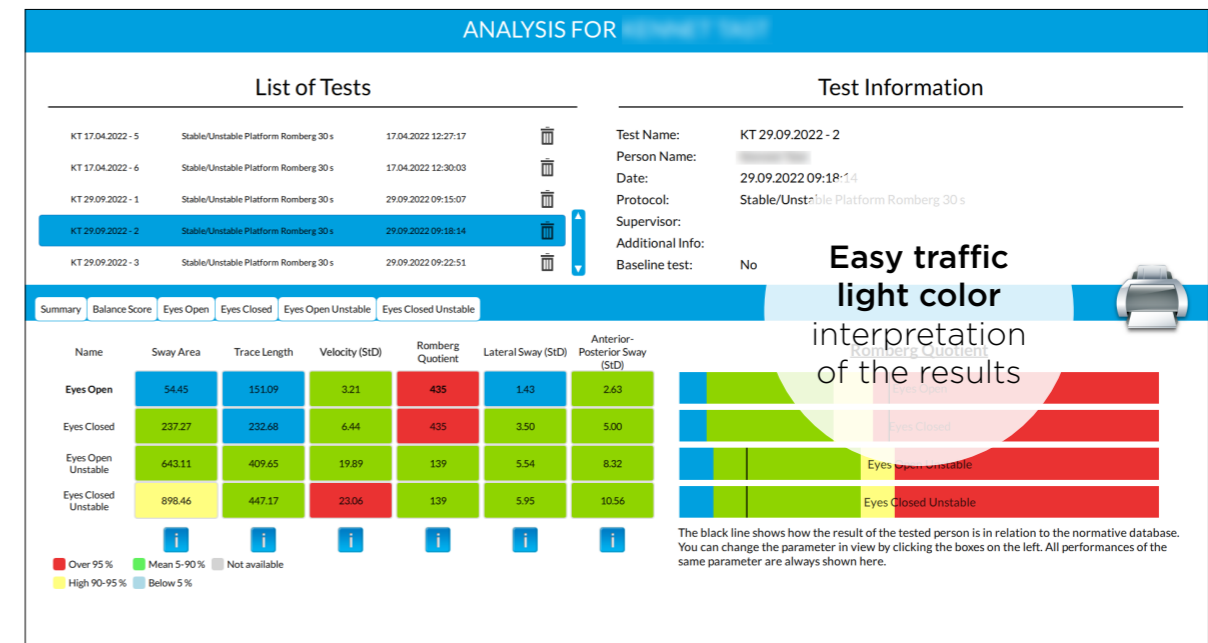 ANALYSIS FOR
List of Tests
KT 17.04.2022 - 5 Stable/Unstable Platform Romberg 30 s 17.04.2022 12:27:17
KT 17.04.2022 - 6 Stable/Unstable Platform Romberg 30 s 17.04.2022 12:30:03
KT 29.09.2022 - 1 Stable/Unstable Platform Romberg 30 s 29.09.2022 09:15:07
KT 29.09.2022 - 2 Stable/Unstable Platform Romberg 30 s 29.09.2022 09:18:14
KT 29.09.2022 - 3 Stable/Unstable Platform Romberg 30 s 29.09.2022 09:22:51
Test Information
Test Name: KT 29.09.2022 - 2
Person Name:
Date: 29.09.2022 09:18:14
Protocol: Stable/Unstable Platform Romberg 30 s
Supervisor:
Additional Info:
Baseline test: No
Easy traffic
light color
interpretation
of the results
Summary Balance Score Eyes Open Eyes Closed Eyes Open Unstable Eyes Closed Unstable
Name Sway Area Trace Length Velocity (StD) Romberg Quotient Lateral Sway (StD) Anterior-Posterior Sway (StD)
Eyes Open 54.45 151.09 3.21 435 1.43 2.63
Eyes Closed 237.27 232.68 6.44 435 3.50 5.00
Eyes Open Unstable 643.11 409.65 19.89 139 5.54 8.32
Eyes Closed Unstable 898.46 447.17 23.06 139 5.95 10.56
i i i i i i
Over 95 % Mean 5-90 % Not available
High 90-95 % Below 5 %
Romberg Quotient
Eyes Open
Eyes Closed
Eyes Open Unstable
Eyes Closed Unstable
The black line shows how the result of the tested person is in relation to the normative database.
You can change the parameter in view by clicking the boxes on the left. All performances of the
same parameter are always shown here.